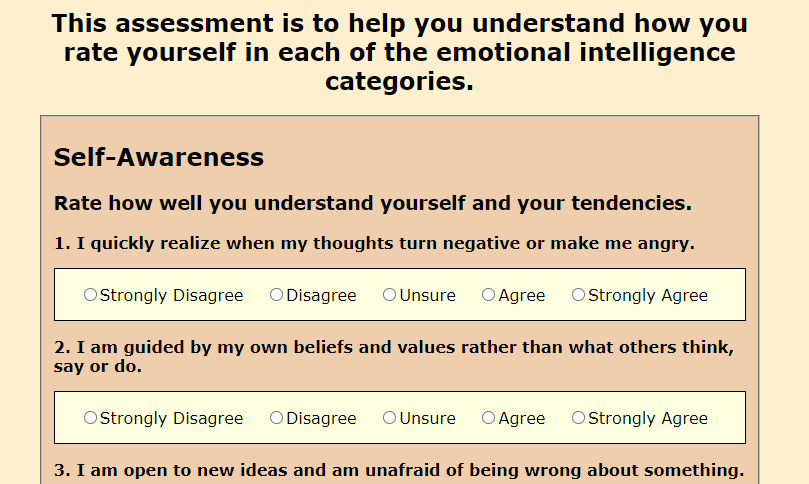 This assessment is to help you understand how you
rate yourself in each of the emotional intelligence
categories.
Self-Awareness
Rate how well you understand yourself and your tendencies.
1. I quickly realize when my thoughts turn negative or make me angry.
Strongly Disagree Disagree Unsure Agree Strongly Agree
2. I am guided by my own beliefs and values rather than what others think,
say or do.
Strongly Disagree Disagree Unsure Agree Strongly Agree
3. I am open to new ideas and am unafraid of being wrong about something.